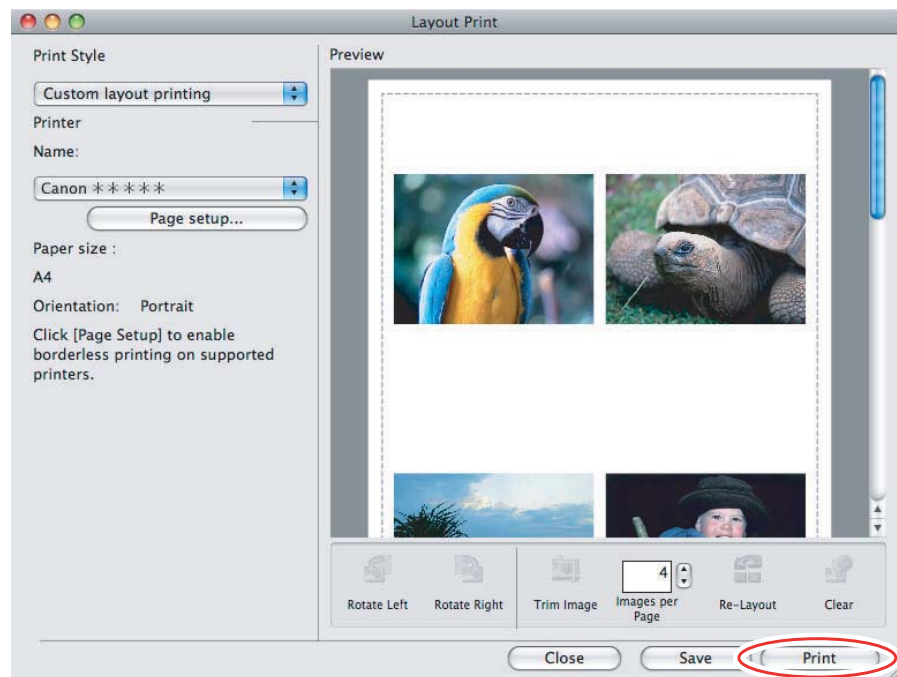 Layout Print
Print Style
Custom layout printing
Printer
Name:
Canon *****
Page setup...
Paper size :
A4
Orientation: Portrait
Click [Page Setup] to enable
borderless printing on supported
printers.
Preview
Rotate Left
Rotate Right
Trim Image
4
Images per
Page
Re-Layout
Clear
Close
Save
Print